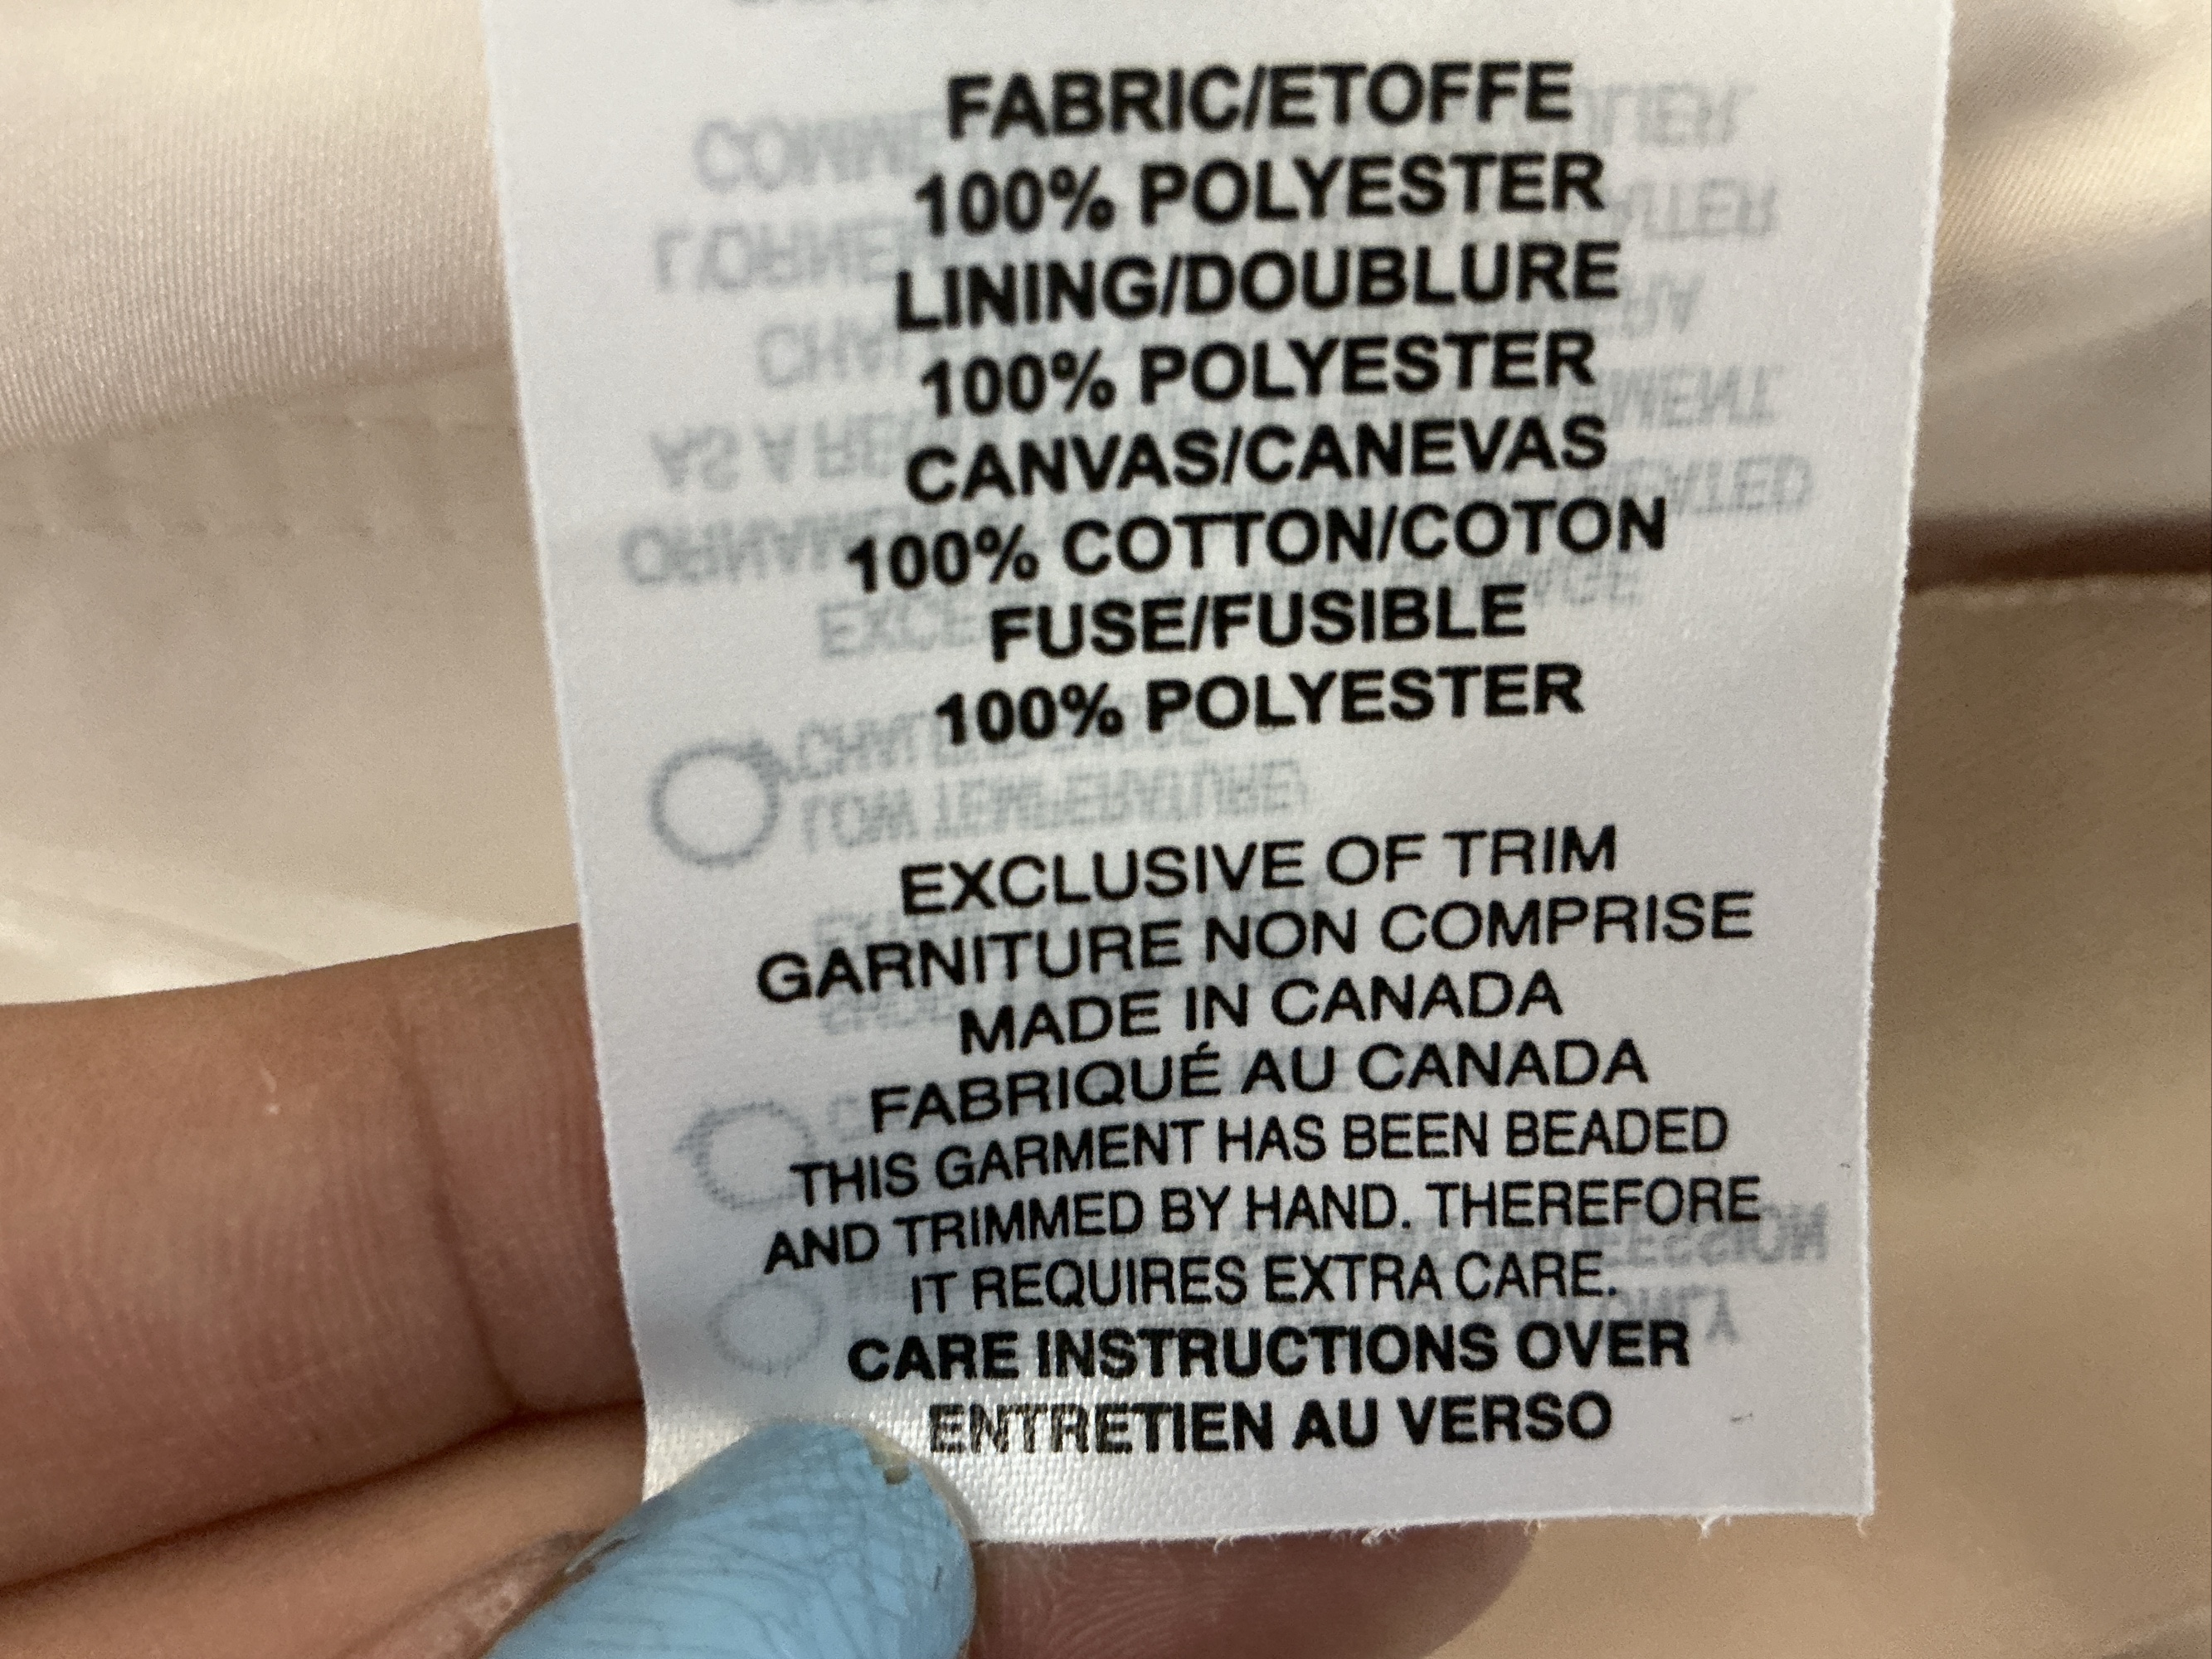 FABRIC/ETOFFE
100% POLYESTER
LINING/DOUBLURE
100% POLYESTER
CANVAS/CANEVAS
100% COTTON/COTON
FUSE/FUSIBLE
100% POLYESTER
EXCLUSIVE OF TRIM
GARNITURE NON COMPRISE
MADE IN CANADA
FABRIQUÉ AU CANADA
THIS GARMENT HAS BEEN BEADED
AND TRIMMED BY HAND. THEREFORE
IT REQUIRES EXTRA CARE.
CARE INSTRUCTIONS OVER
ENTRETIEN AU VERSO